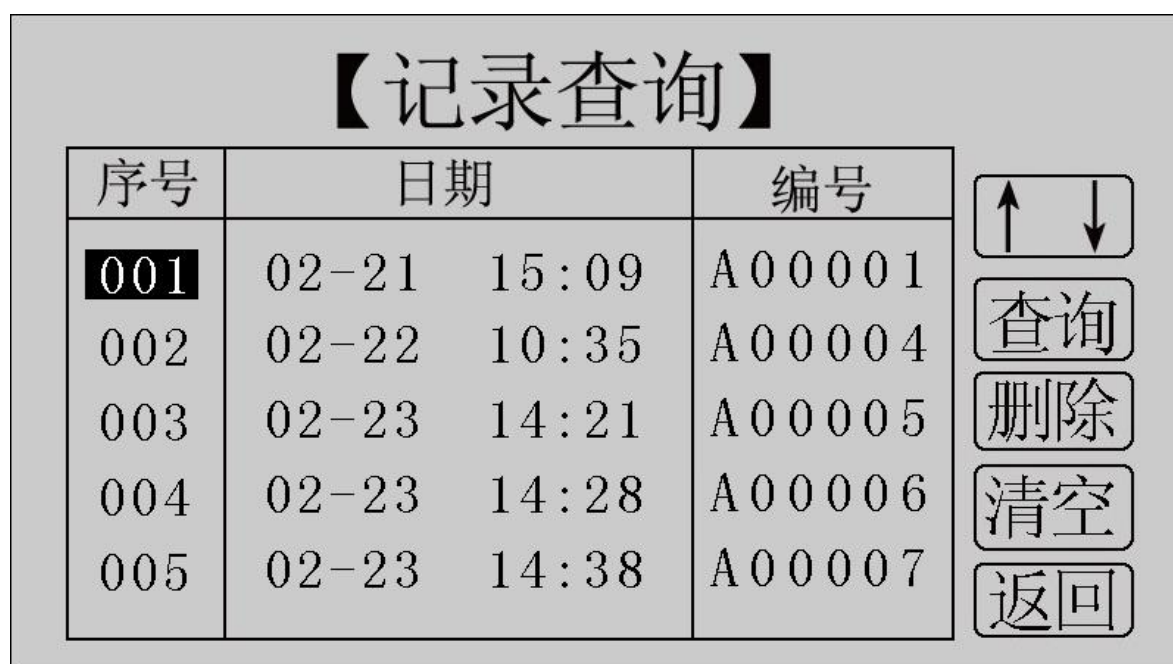 【记录查询】
序号 日期 编号
↑ ↓
001 02-21 15:09 A00001
查询
002 02-22 10:35 A00004
删除
003 02-23 14:21 A00005
004 02-23 14:28 A00006
清空
005 02-23 14:38 A00007
返回